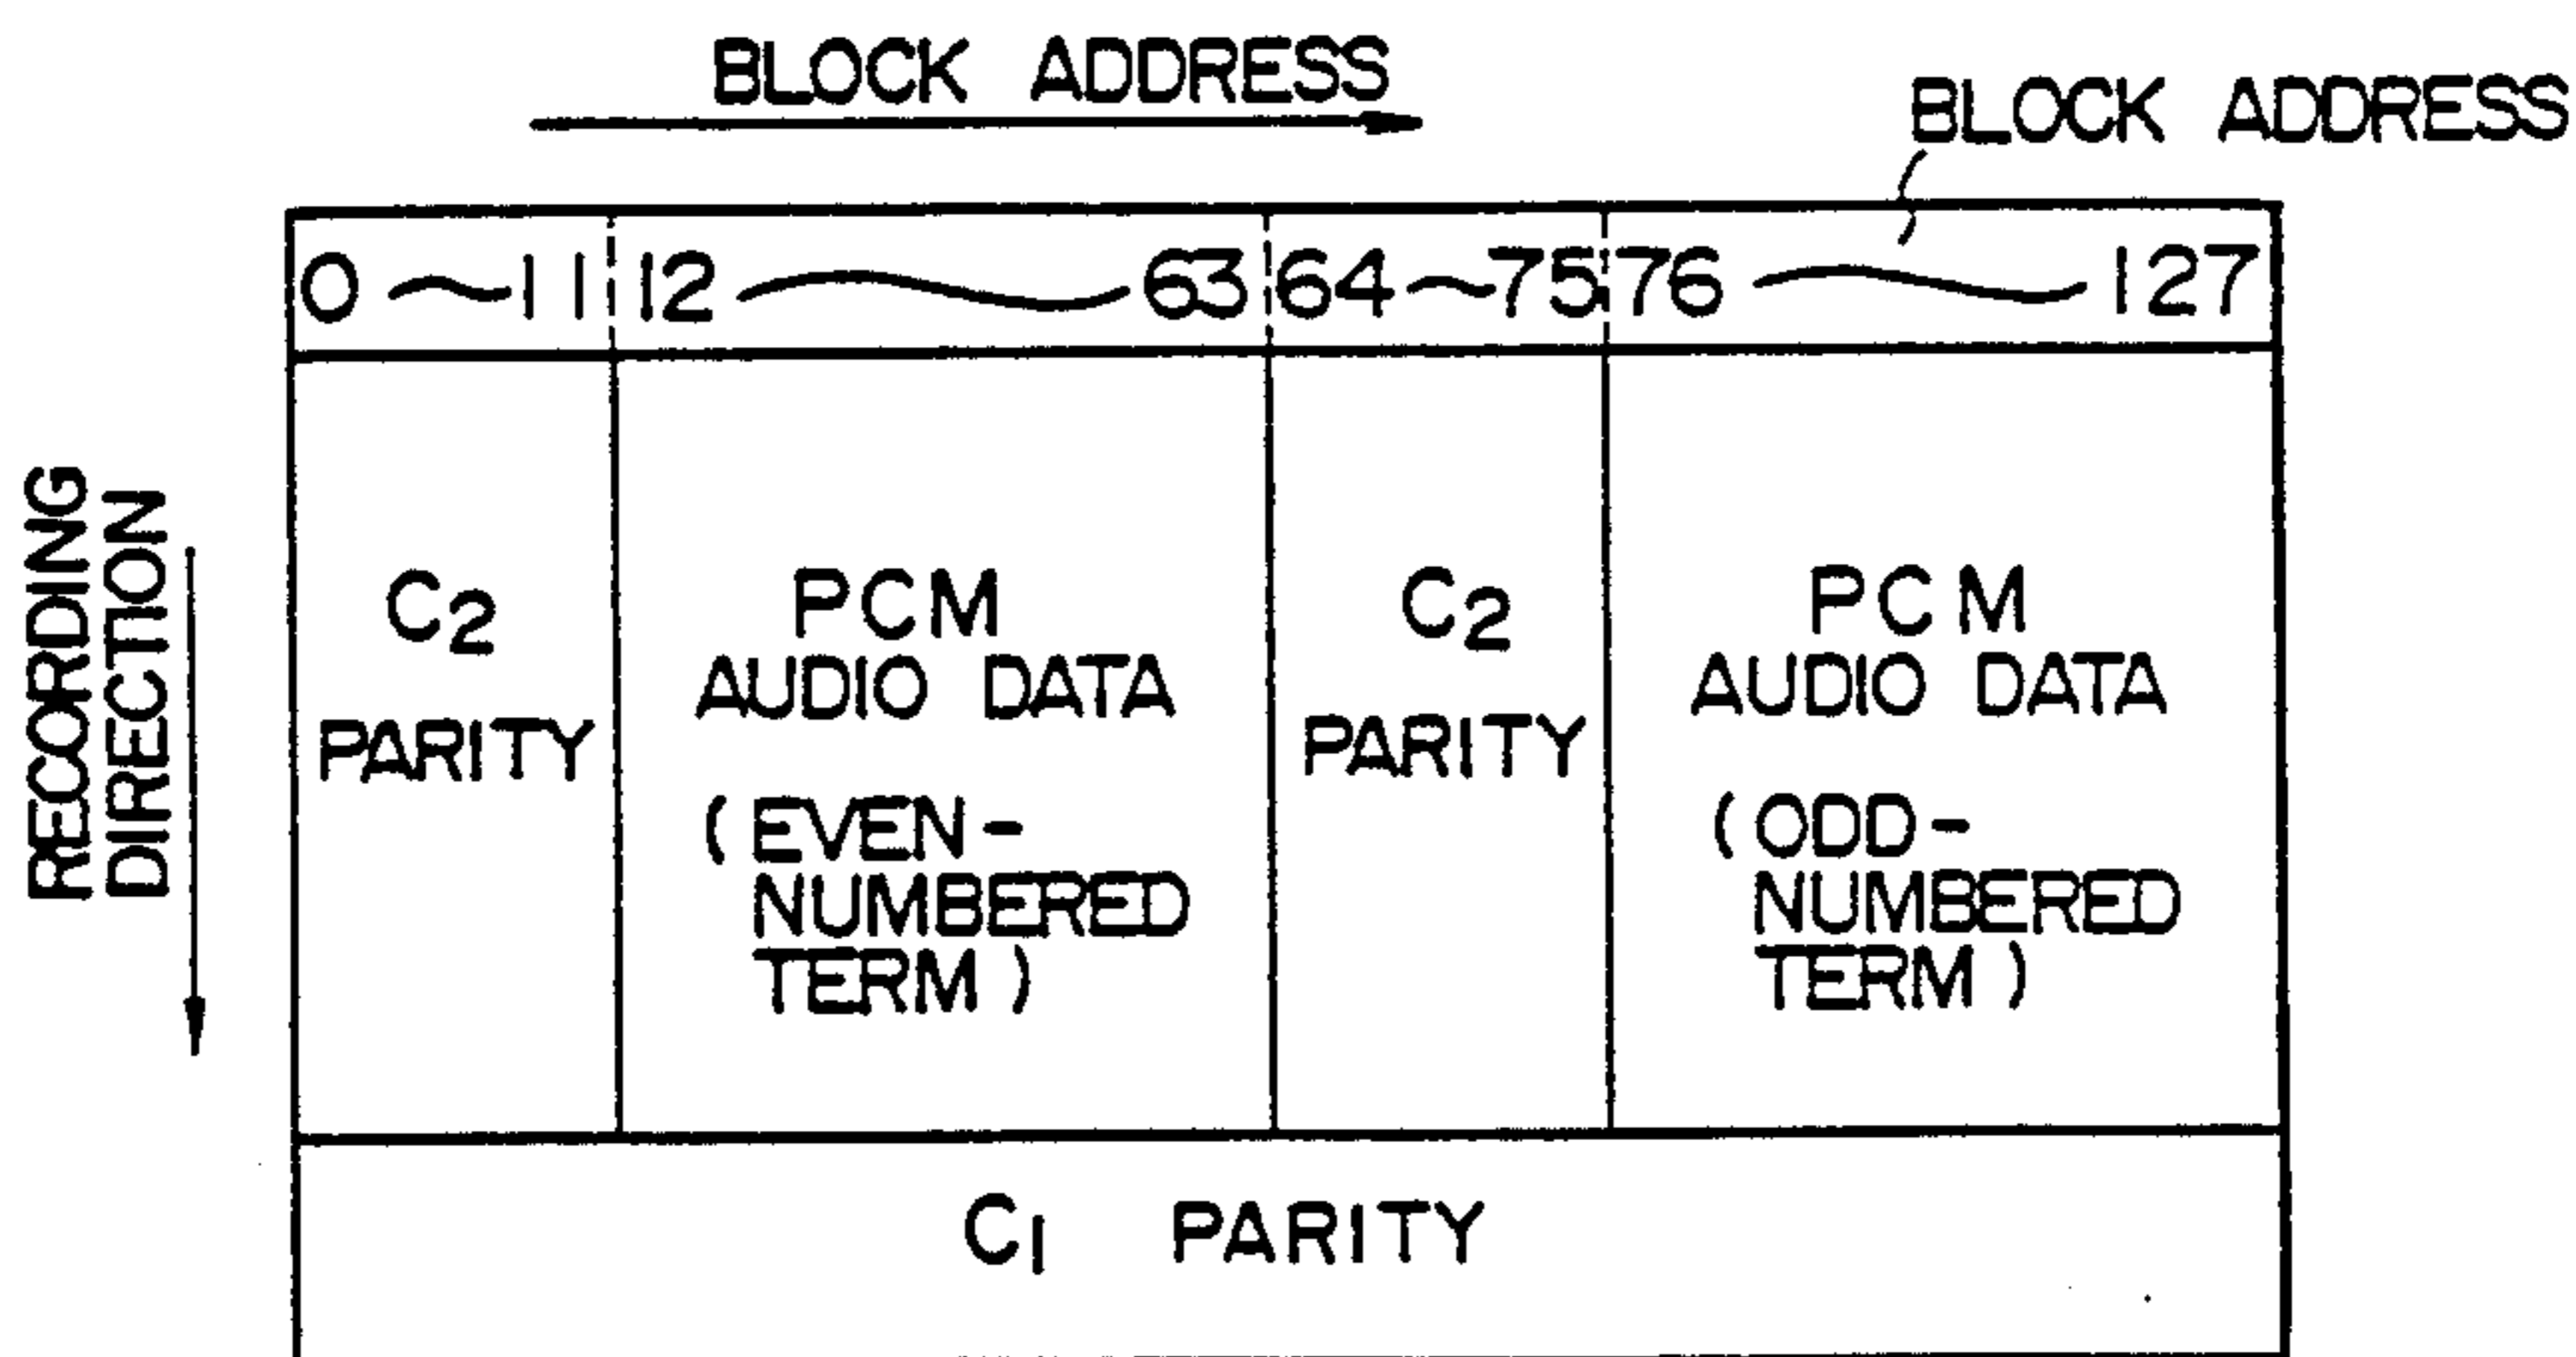 BLOCK ADDRESS
BLOCK ADDRESS
0 ~ 11 12 ~ 63 64 ~ 75 76 ~ 127
RECORDING
DIRECTION
C2
PARITY
PCM
AUDIO DATA
(EVEN-
NUMBERED
TERM)
C2
PARITY
PCM
AUDIO DATA
(ODD-
NUMBERED
TERM)
C1 PARITY